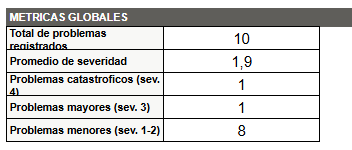 METRICAS GLOBALES
Total de problemas
registrados
10
Promedio de severidad
1,9
Problemas catastroficos (sev.
4)
1
Problemas mayores (sev. 3)
1
Problemas menores (sev. 1-2)
8